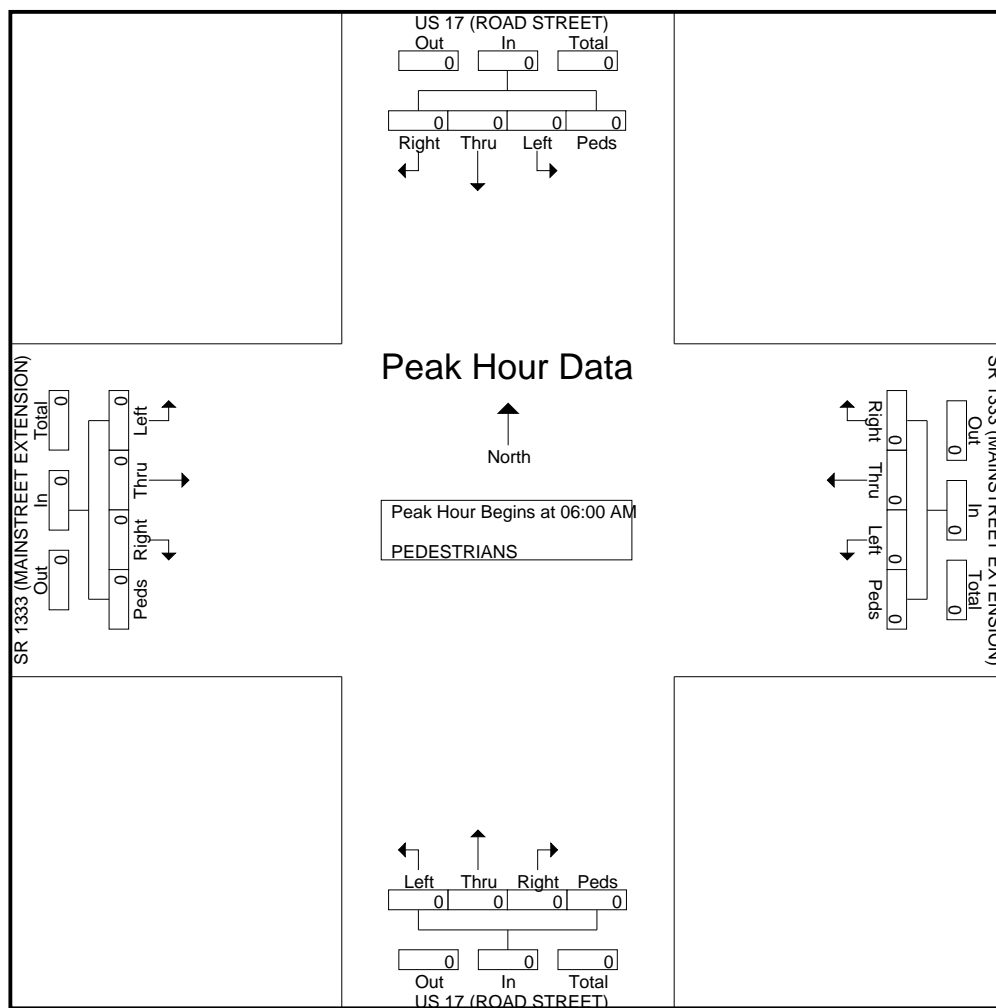 US 17 (ROAD STREET)
Out In Total
0 0 0
0 0 0 0
Right Thru Left Peds
Peak Hour Data
North
Peak Hour Begins at 06:00 AM
PEDESTRIANS
SR 1333 (MAINSTREET EXTENSION)
Out In Total
0 0 0
Left Thru Right Peds
0 0 0 0
SR 1333 (MAINSTREET EXTENSION)
Out In Total
0 0 0
Right Thru Left Peds
0 0 0 0
Left Thru Right Peds
0 0 0 0
0 0 0
Out In Total
US 17 (ROAD STREET)